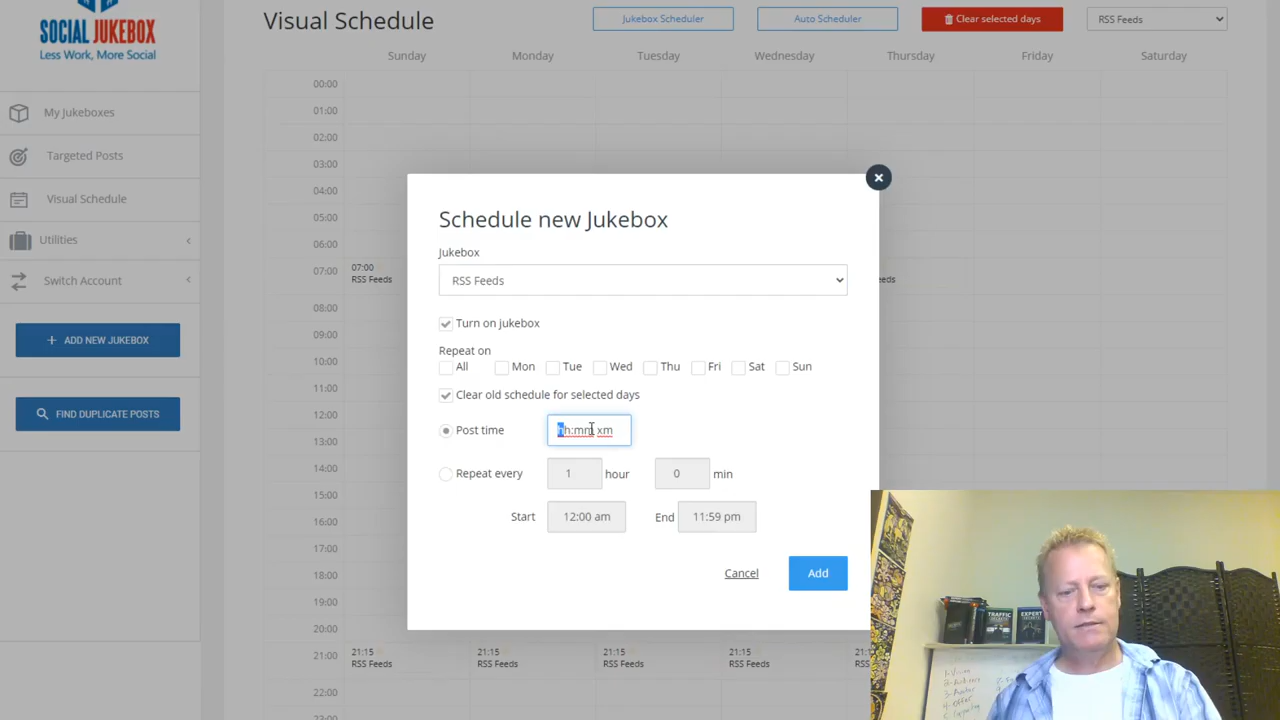 SOCIAL JUKEBOX
Less Work, More Social
My Jukeboxes
Targeted Posts
Visual Schedule
Utilities
Switch Account
ADD NEW JUKEBOX
FIND DUPLICATE POSTS
Visual Schedule
Jukebox Scheduler
Auto Scheduler
Clear selected days
RSS Feeds
Sunday Monday Tuesday Wednesday Thursday Friday Saturday
00:00
01:00
02:00
03:00
04:00
05:00
06:00
07:00
07:00
RSS Feeds
eeds
08:00
09:00
10:00
11:00
12:00
13:00
14:00
15:00
16:00
17:00
18:00
19:00
20:00
21:00
21:15 21:15 21:15 21:15
RSS Feeds RSS Feeds RSS Feeds RSS Feeds
22:00
Schedule new Jukebox
Jukebox
RSS Feeds
Turn on jukebox
Repeat on
All Mon Tue Wed Thu Fri Sat Sun
Clear old schedule for selected days
Post time hh:mm xm
Repeat every 1 hour 0 min
Start 12:00 am End 11:59 pm
Cancel Add
TRAFFIC
EXPERT